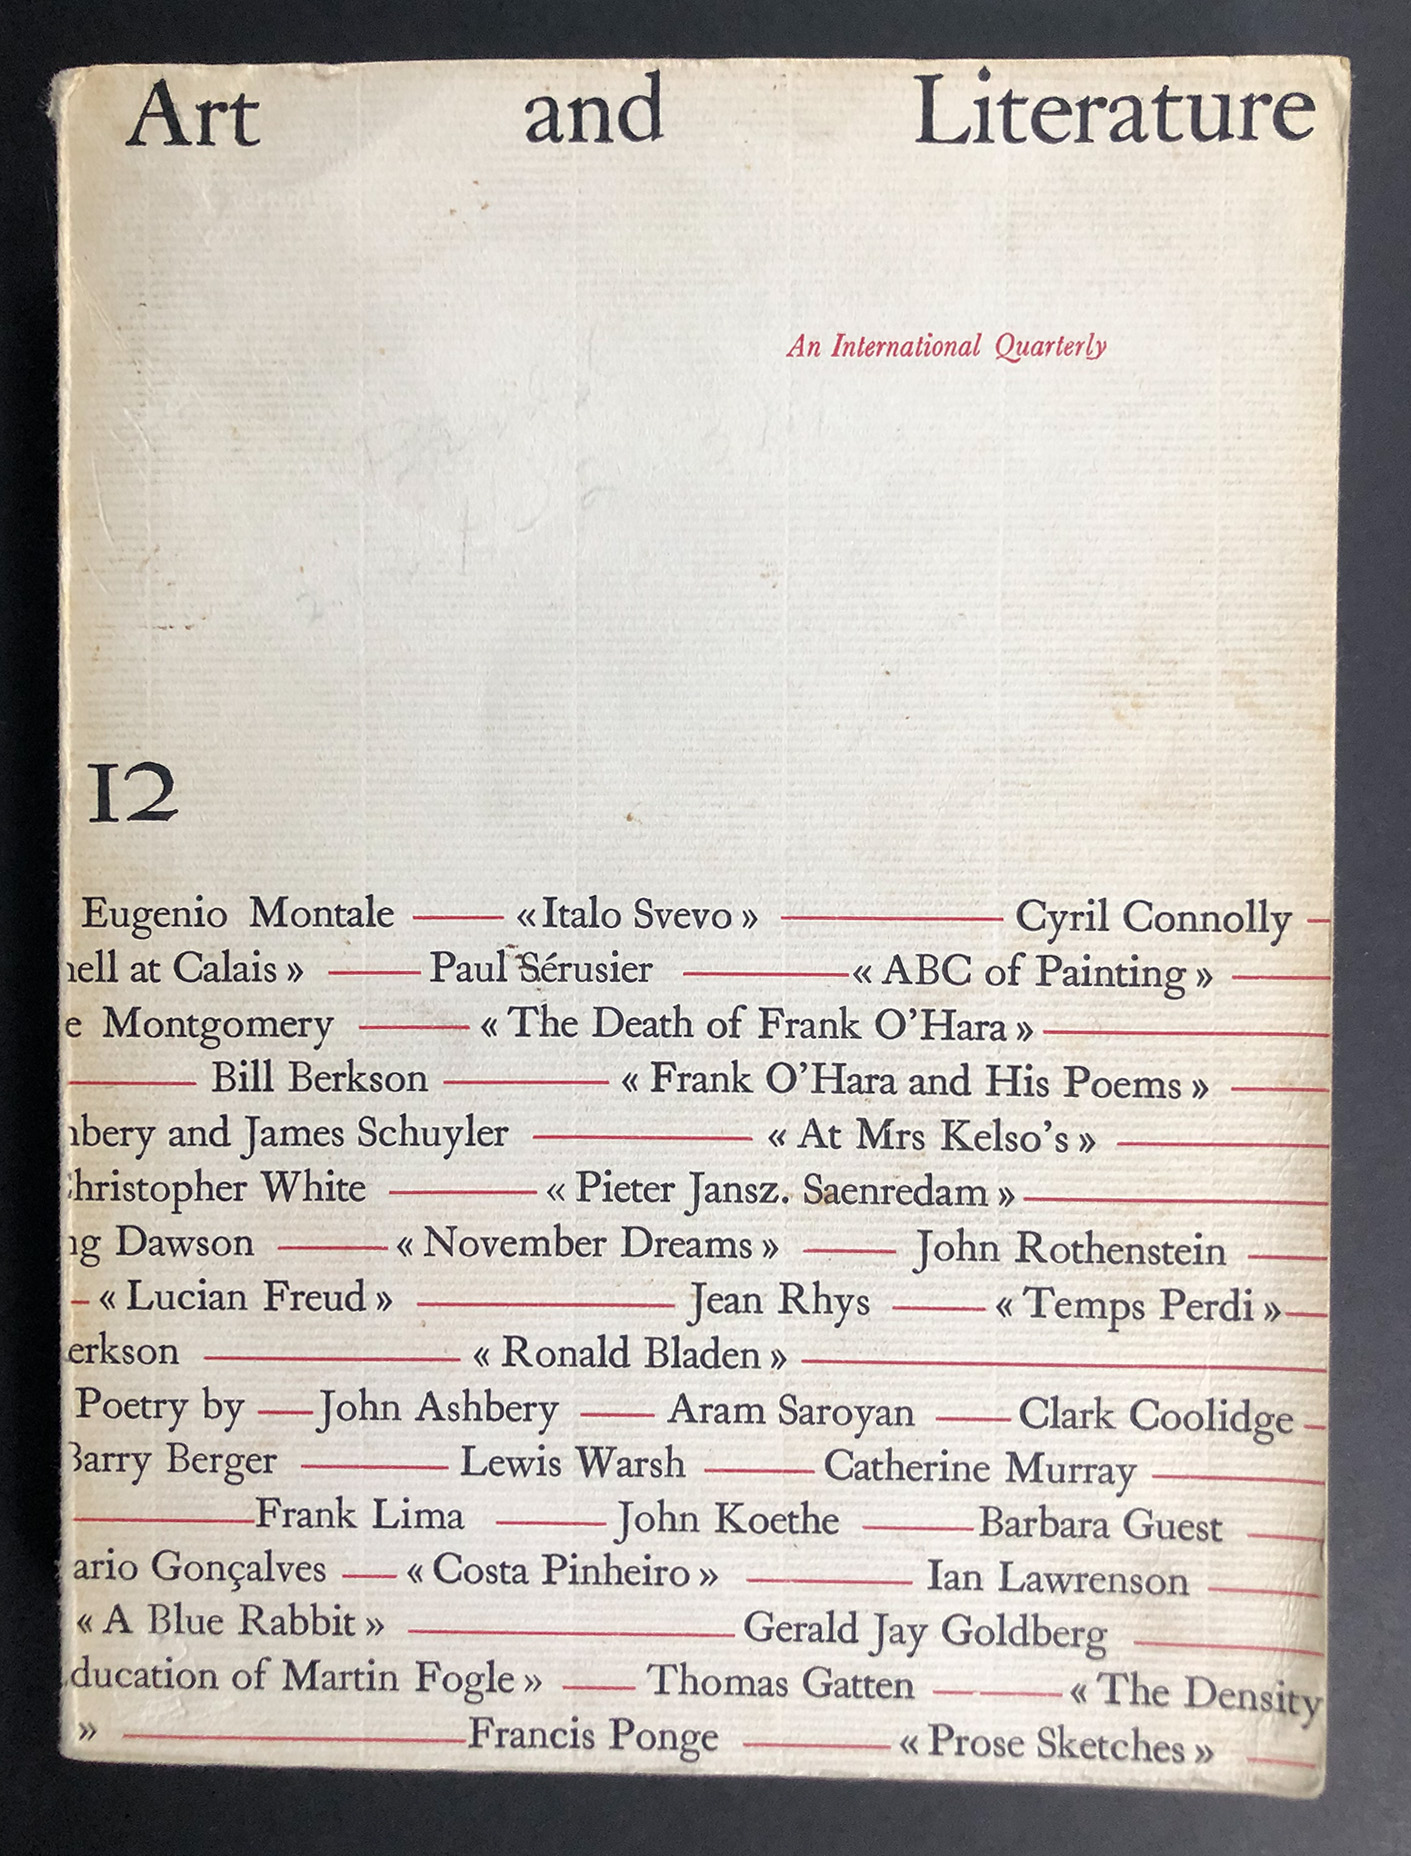 Art and Literature
An International Quarterly
12
Eugenio Montale «Italo Svevo» Cyril Connolly
ell at Calais» Paul Sérusier «ABC of Painting»
e Montgomery «The Death of Frank O'Hara»
Bill Berkson «Frank O'Hara and His Poems»
bery and James Schuyler «At Mrs Kelso's»
hristopher White «Pieter Jansz. Saenredam»
g Dawson «November Dreams» John Rothenstein
«Lucian Freud» Jean Rhys «Temps Perdi»
erkson «Ronald Bladen»
Poetry by John Ashbery Aram Saroyan Clark Coolidge
Barry Berger Lewis Warsh Catherine Murray
Frank Lima John Koethe Barbara Guest
ario Gonçalves «Costa Pinheiro» Ian Lawrenson
«A Blue Rabbit» Gerald Jay Goldberg
ducation of Martin Fogle» Thomas Gatten «The Density
» Francis Ponge «Prose Sketches»